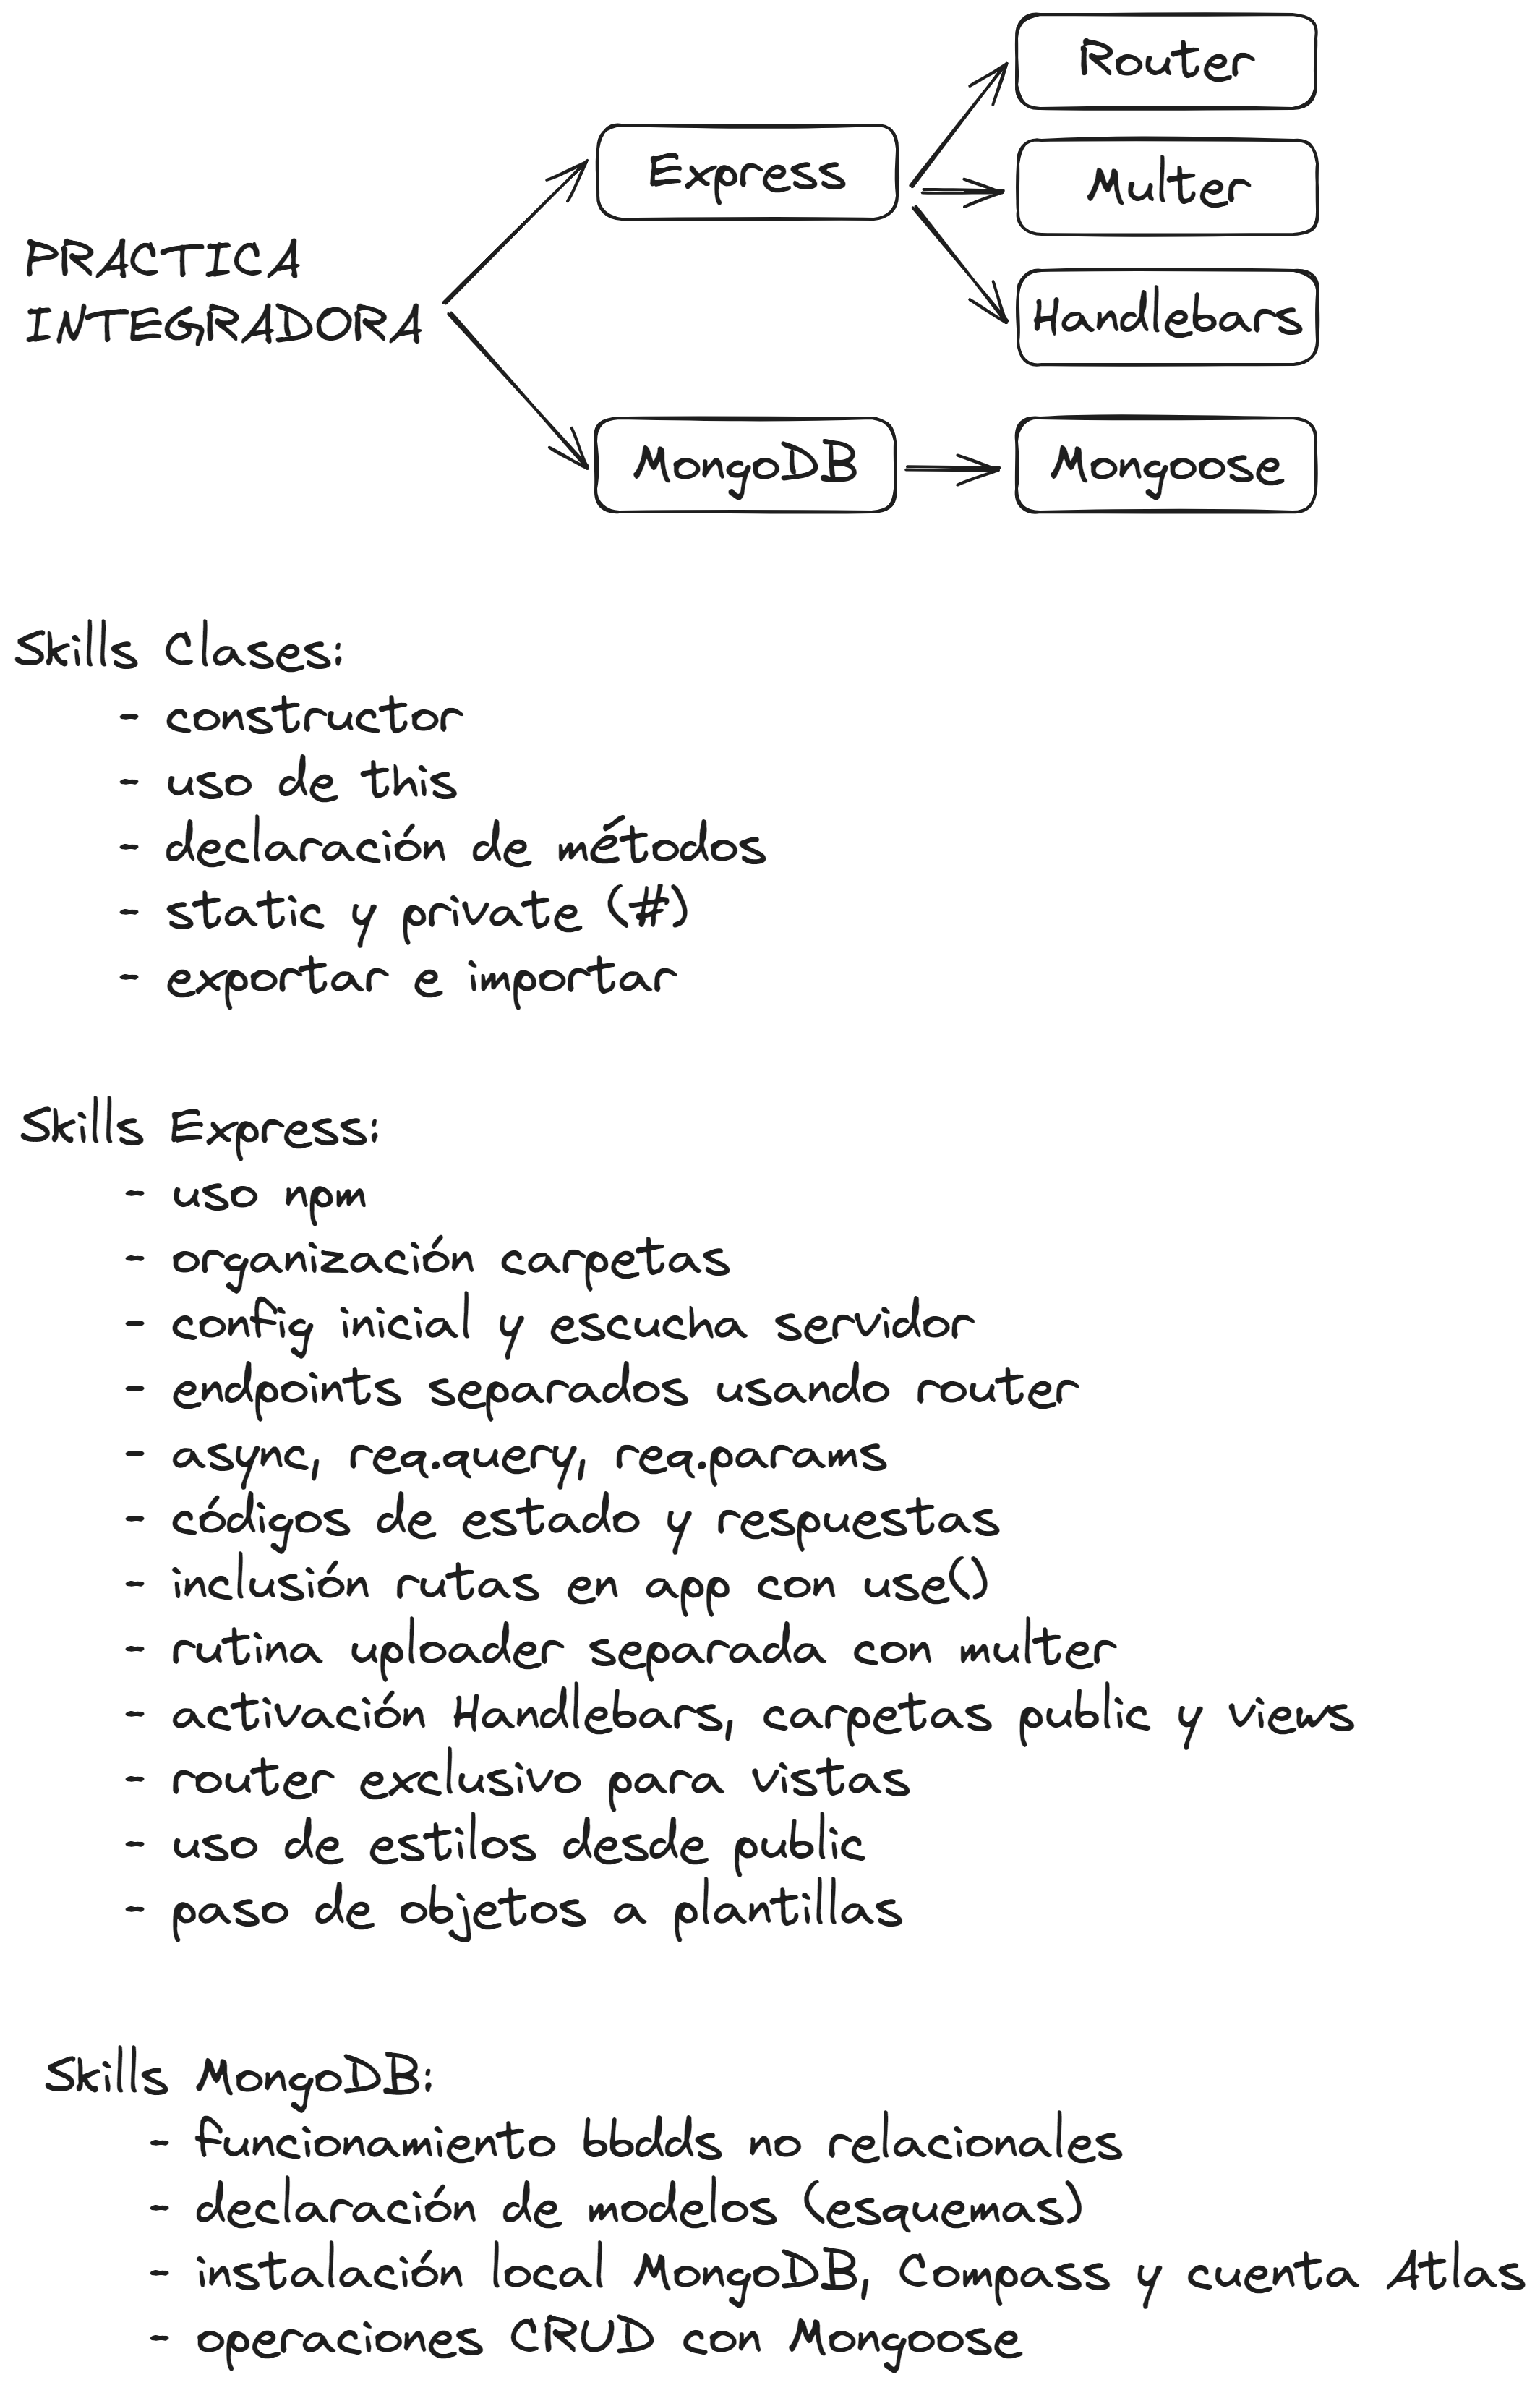 PRACTICA
INTEGRADORA
Express
Router
Multer
Handlebars
MongoDB
Mongoose
Skills Clases:
- constructor
- uso de this
- declaración de métodos
- static y private (#)
- exportar e importar
Skills Express:
- uso npm
- organización carpetas
- config inicial y escucha servidor
- endpoints separados usando router
- async, req.query, req.params
- códigos de estado y respuestas
- inclusión rutas en app con use()
- rutina uploader separada con multer
- activación Handlebars, carpetas public y views
- router exclusivo para vistas
- uso de estilos desde public
- paso de objetos a plantillas
Skills MongoDB:
- funcionamiento bbdds no relacionales
- declaración de modelos (esquemas)
- instalación local MongoDB, Compass y cuenta Atlas
- operaciones CRUD con Mongoose